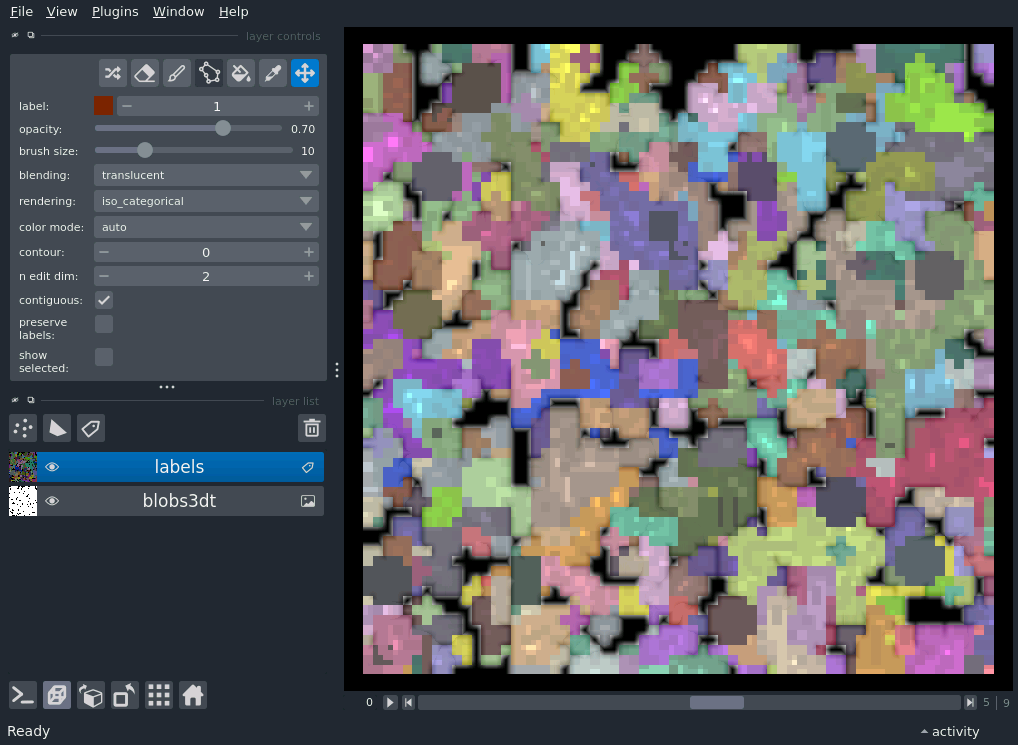 File View Plugins Window Help
layer controls
label: 1
opacity: 0.70
brush size: 10
blending: translucent
rendering: iso_categorical
color mode: auto
contour: 0
n edit dim: 2
contiguous:
preserve
labels:
show
selected:
layer list
labels
blobs3dt
0 5 9
Ready
activity